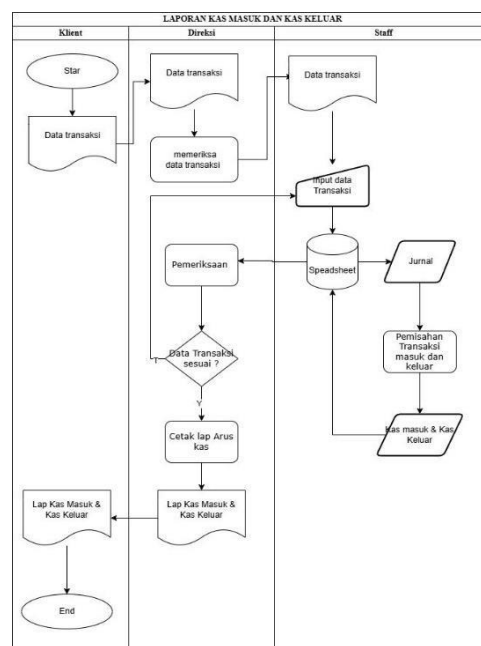 LAPORAN KAS MASUK DAN KAS KELUAR
Klient
Direksi
Staff
Star
Data transaksi
Data transaksi
memeriksa
data transaksi
Data transaksi
Input data
Transaksi
Speadsheet
Jurnal
Pemisahan
Transaksi
masuk dan
keluar
Kas masuk & Kas
Keluar
Pemeriksaan
Data Transaksi
sesuai ?
Y
Cetak lap Arus
kas
Lap Kas Masuk &
Kas Keluar
Lap Kas Masuk &
Kas Keluar
End